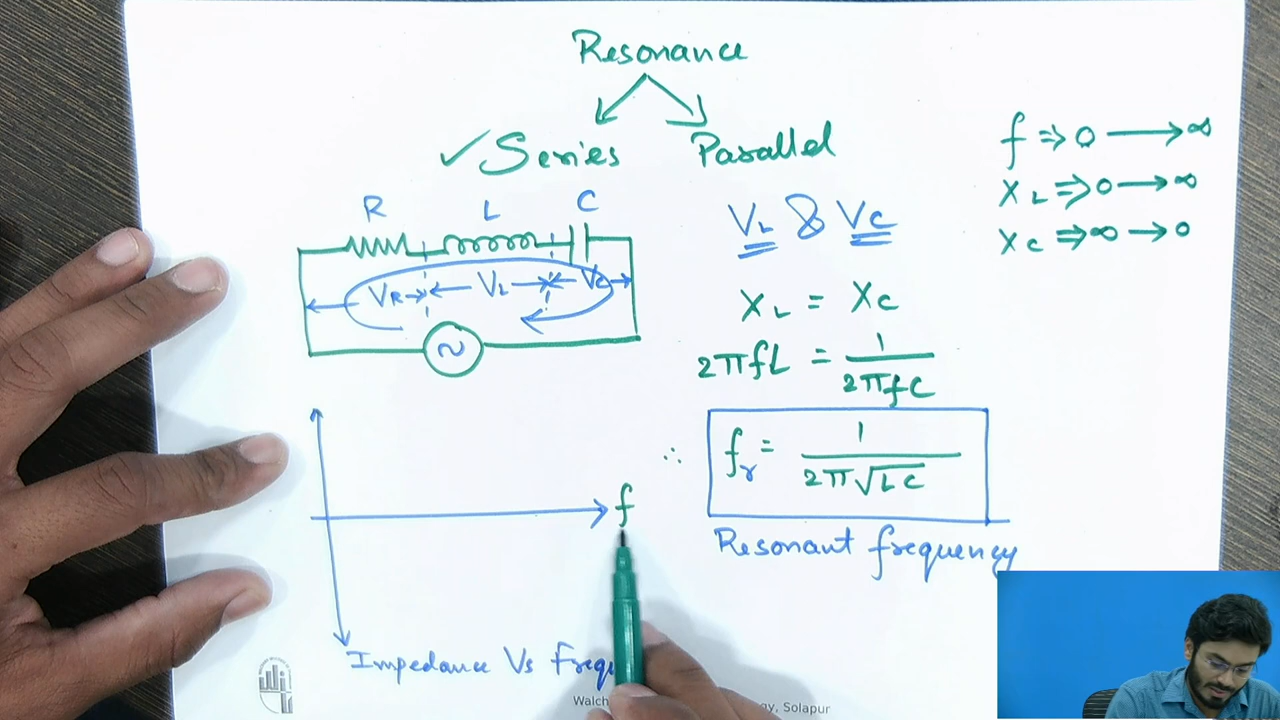 Resonance
✓ Series Parallel
R L C
VR VL VC
~
VL & VC
XL = XC
2πfL = 1/2πfC
∴ fr = 1/2π√LC
Resonant frequency
f ⇒ 0 → ∞
XL ⇒ 0 → ∞
XC ⇒ ∞ → 0
f
Impedance Vs
Solapur